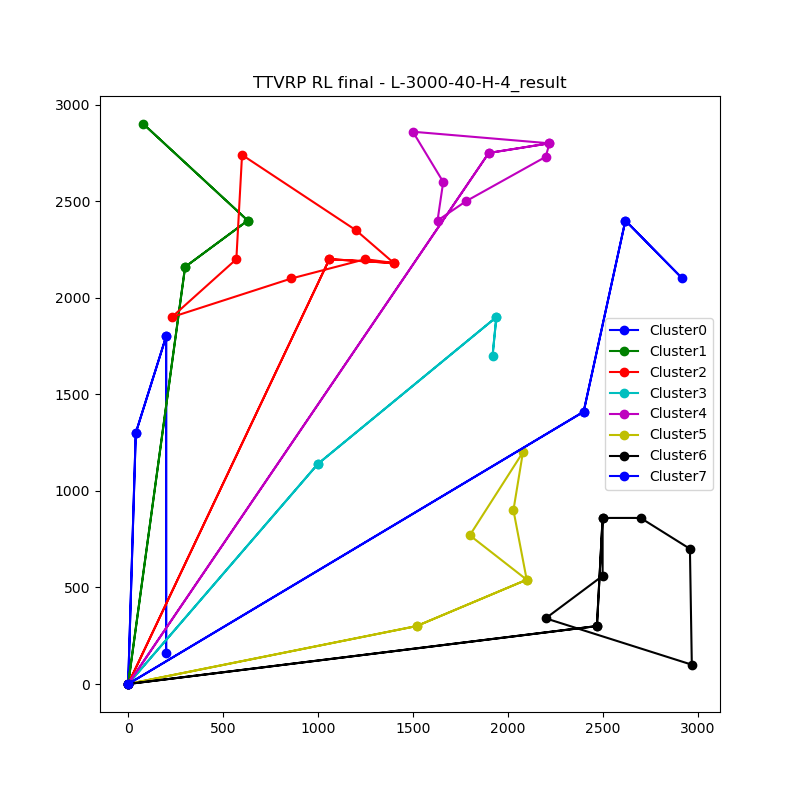 TTVRP RL final - L-3000-40-H-4_result
3000
2500
2000
1500
1000
500
0
Cluster0
Cluster1
Cluster2
Cluster3
Cluster4
Cluster5
Cluster6
Cluster7
0 500 1000 1500 2000 2500 3000